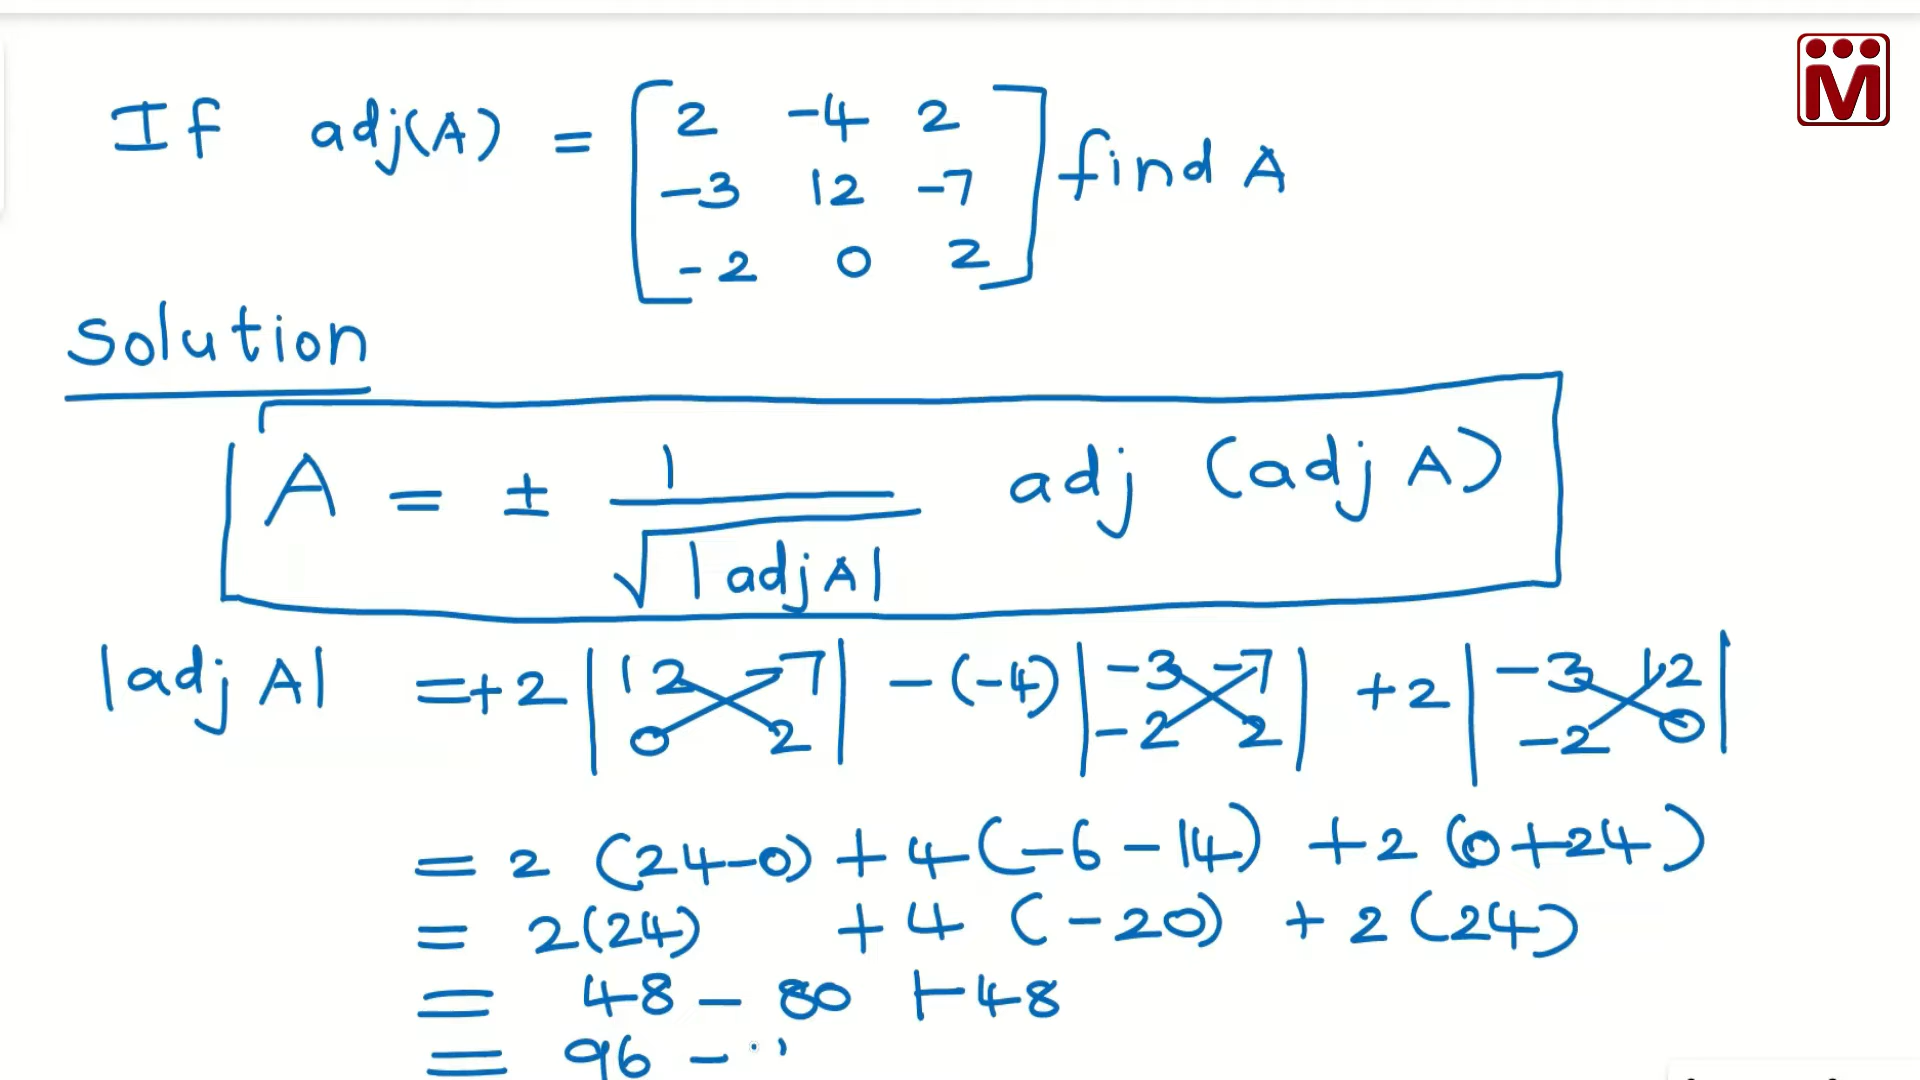 If adj(A) = [2 -4 2
-3 12 -7
-2 0 2] find A
Solution
A = ± 1/√|adj A| adj (adj A)
|adj A| = +2 |12 -7; 0 2| - (-4) |-3 -7; -2 2| + 2 |-3 12; -2 0|
= 2 (24-0) + 4 (-6-14) + 2 (0+24)
= 2(24) + 4 (-20) + 2 (24)
= 48 - 80 + 48
= 96 -
M